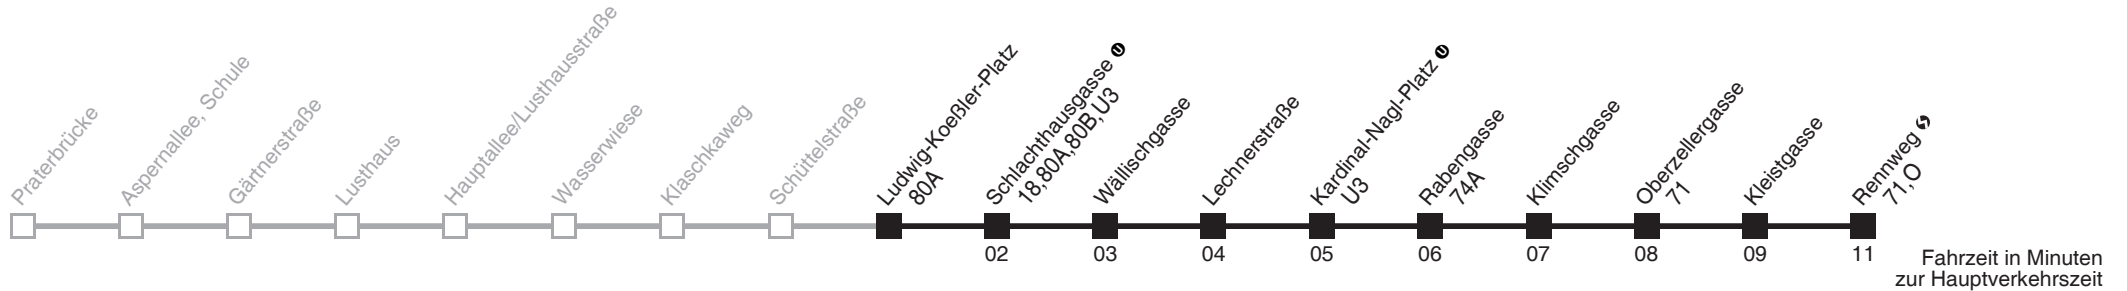 Praterbrücke
Aspernallee, Schule
Gärtnerstraße
Lusthaus
Hauptallee/Lusthausstraße
Wasserwiese
Klaschkaweg
Schüttelstraße
Ludwig-Koeßler-Platz
80A
Schlachthausgasse U
18,80A,80B,U3
Wällischgasse
Lechnerstraße
Kardinal-Nagl-Platz U
U3
Rabengasse
74A
Klimschgasse
Oberzellergasse
71
Kleistgasse
Rennweg S
71,O
02 03 04 05 06 07 08 09 11
Fahrzeit in Minuten
zur Hauptverkehrszeit